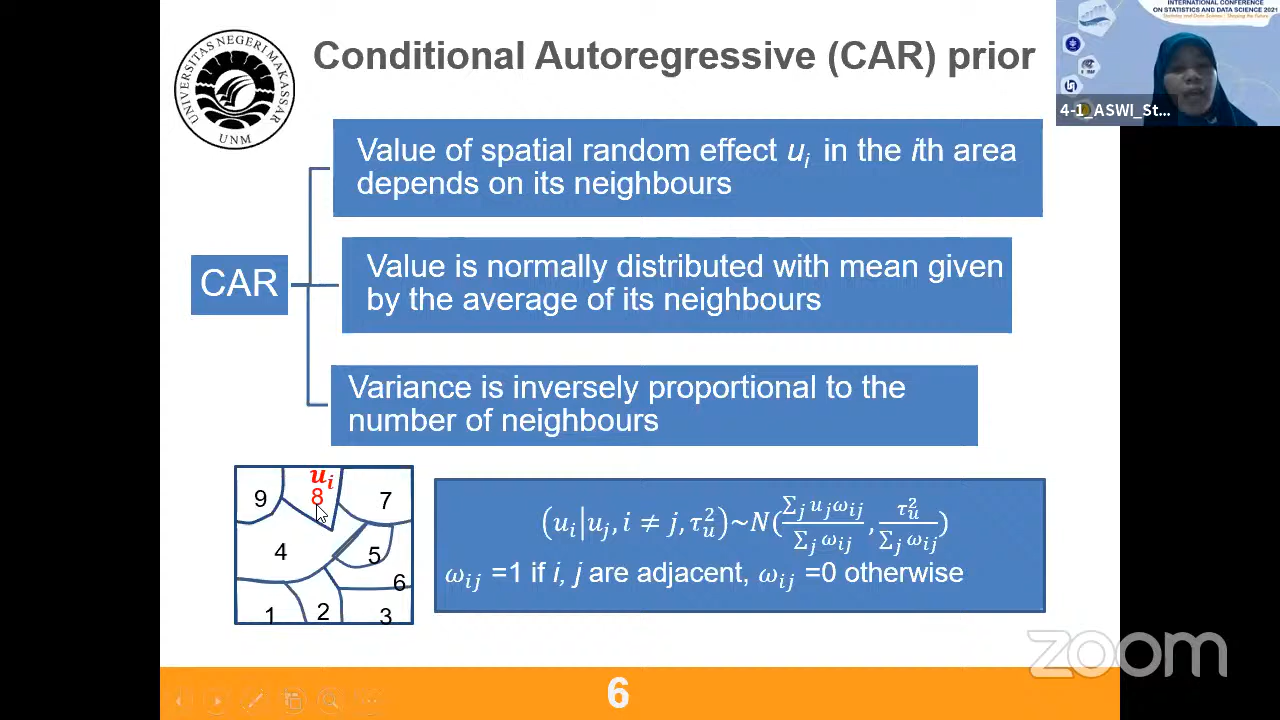 Conditional Autoregressive (CAR) prior
UNIVERSITAS NEGERI MAKASSAR
UNM
INTERNATIONAL CONFERENCE
ON STATISTICS AND DATA SCIENCE 2021
4-1_ASWI_St...
CAR
Value of spatial random effect uᵢ in the ith area
depends on its neighbours
Value is normally distributed with mean given
by the average of its neighbours
Variance is inversely proportional to the
number of neighbours
uᵢ
9 8 7
4 5
6
1 2 3
(uᵢ|uⱼ, i ≠ j, τᵤ²)~N(∑ⱼ uⱼωᵢⱼ / ∑ⱼ ωᵢⱼ, τᵤ² / ∑ⱼ ωᵢⱼ)
ωᵢⱼ =1 if i, j are adjacent, ωᵢⱼ =0 otherwise
zoom
6